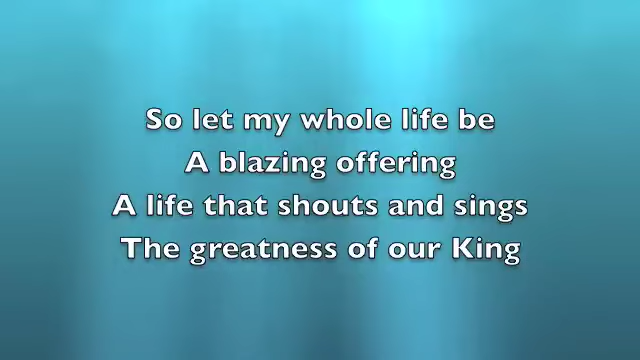 So let my whole life be
A blazing offering
A life that shouts and sings
The greatness of our King